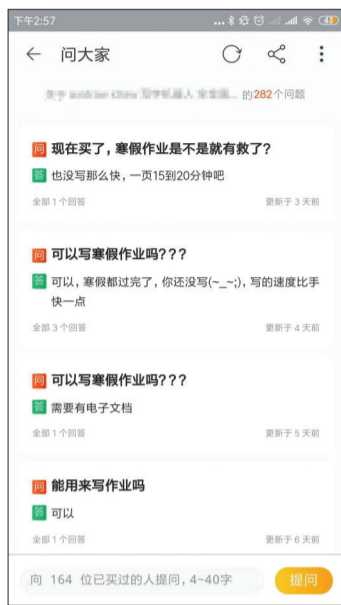 下午2:57
43
问大家
的282个问题
问 现在买了，寒假作业是不是就有救了？
答 也没写那么快，一页15到20分钟吧
全部 1 个回答 更新于 3 天前
问 可以写寒假作业吗？？？
答 可以，寒假都过完了，你还没写(~_~;)，写的速度比手
快一点
全部 3 个回答 更新于 4 天前
问 可以写寒假作业吗？？？
答 需要有电子文档
全部 1 个回答 更新于 5 天前
问 能用来写作业吗
答 可以
全部 1 个回答 更新于 6 天前
向 164 位已买过的人提问，4~40字 提问